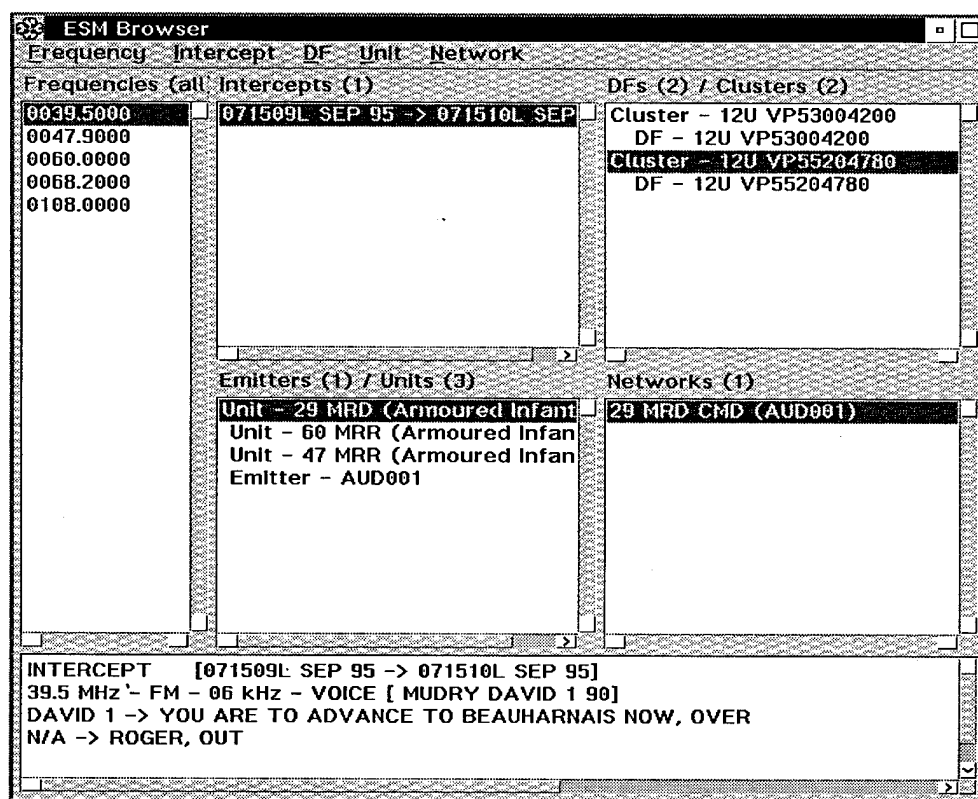 ESM Browser
Frequency Intercept DF Unit Network
Frequencies (all)
0039.5000
0047.9000
0060.0000
0068.2000
0108.0000
Intercepts (1)
071509L SEP 95 -> 071510L SEP
DFs (2) / Clusters (2)
Cluster - 12U VP53004200
DF - 12U VP53004200
Cluster - 12U VP55204780
DF - 12U VP55204780
Emitters (1) / Units (3)
Unit - 29 MRD (Armoured Infant
Unit - 60 MRR (Armoured Infan
Unit - 47 MRR (Armoured Infan
Emitter - AUD001
Networks (1)
29 MRD CMD (AUD001)
INTERCEPT [071509L SEP 95 -> 071510L SEP 95]
39.5 MHz - FM - 06 kHz - VOICE [ MUDRY DAVID 1 90]
DAVID 1 -> YOU ARE TO ADVANCE TO BEAUHARNAIS NOW, OVER
N/A -> ROGER, OUT